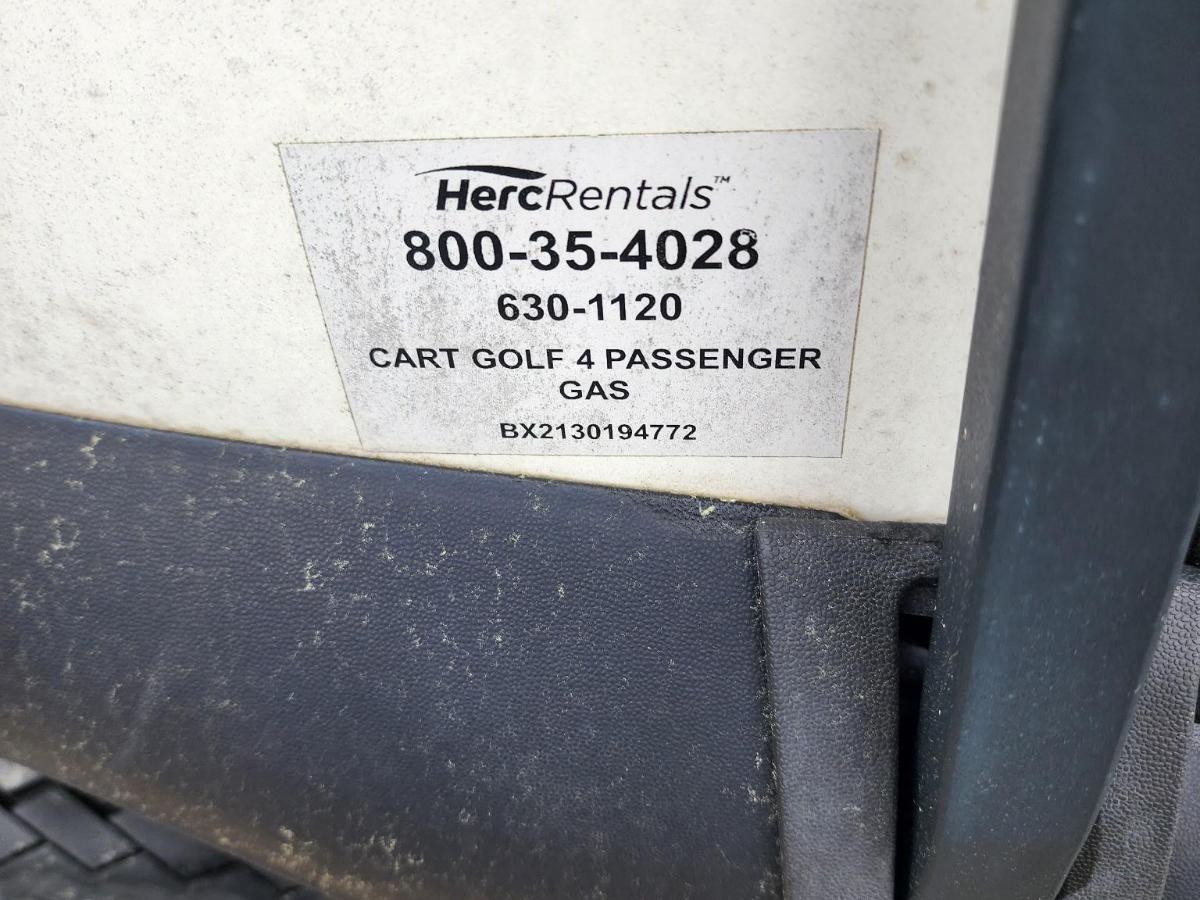 HercRentals™
800-35-4028
630-1120
CART GOLF 4 PASSENGER
GAS
BX2130194772